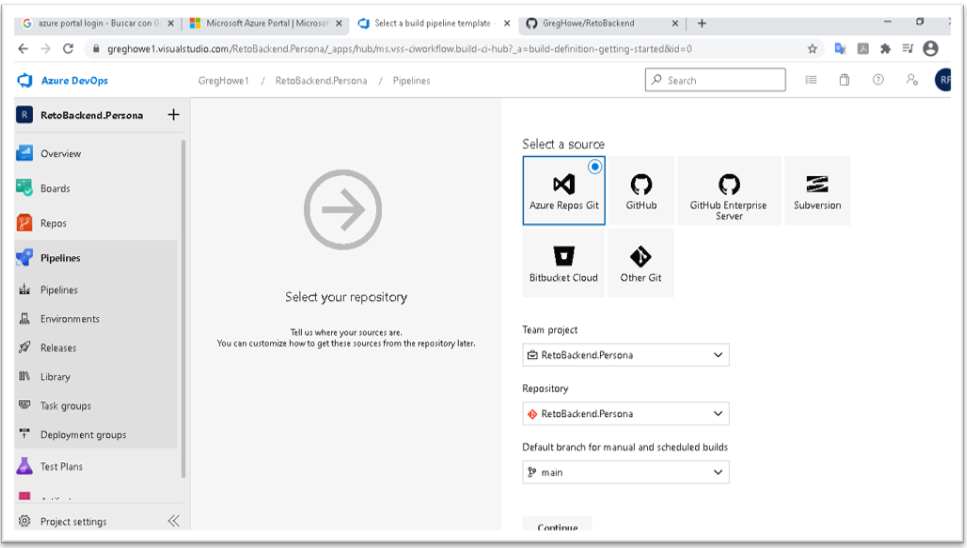 azure portal login - Buscar con G
Microsoft Azure Portal | Microsof
Select a build pipeline template -
GregHowe/RetoBackend
greghowe1.visualstudio.com/RetoBackend.Persona/_apps/hub/ms.vss-ciworkflow.build-ci-hub?_a=build-definition-getting-started&id=0
Azure DevOps
GregHowe1 / RetoBackend.Persona / Pipelines
Search
RF
R RetoBackend.Persona
Overview
Boards
Repos
Pipelines
Pipelines
Environments
Releases
Library
Task groups
Deployment groups
Test Plans
Project settings
Select your repository
Tell us where your sources are.
You can customize how to get these sources from the repository later.
Select a source
Azure Repos Git
GitHub
GitHub Enterprise
Server
Subversion
Bitbucket Cloud
Other Git
Team project
RetoBackend.Persona
Repository
RetoBackend.Persona
Default branch for manual and scheduled builds
main
Continue